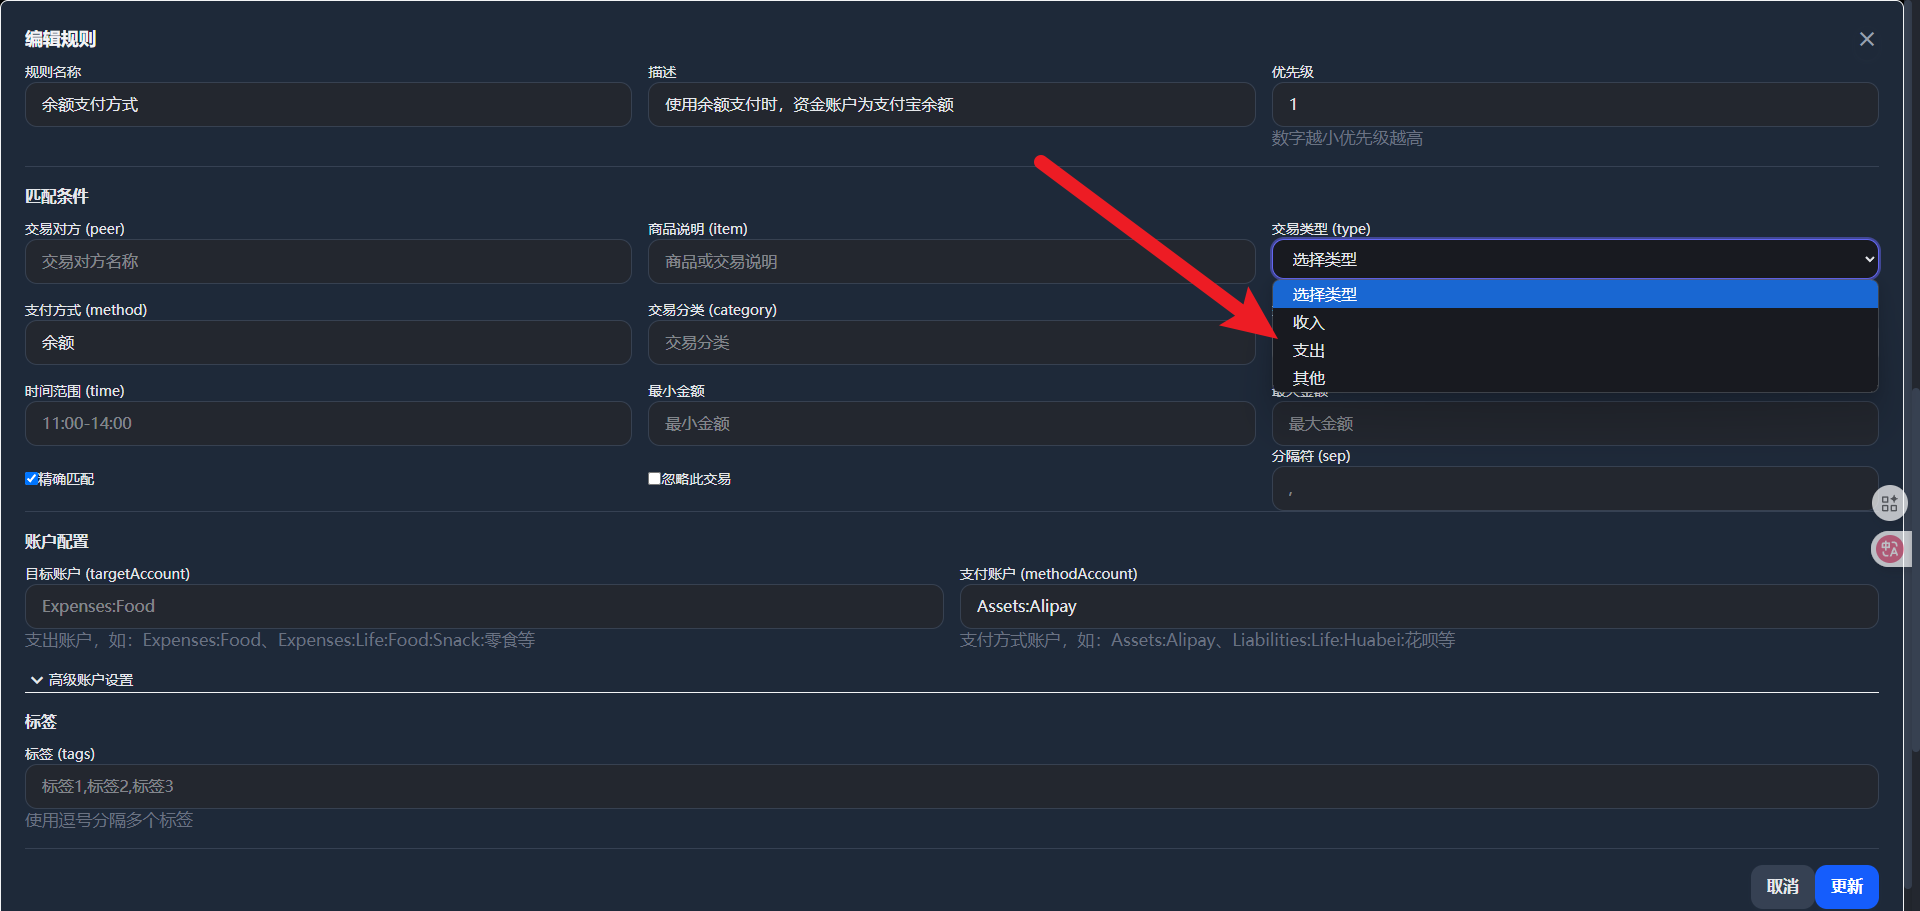 编辑规则
规则名称
描述
优先级
余额支付方式
使用余额支付时，资金账户为支付宝余额
1
数字越小优先级越高
匹配条件
交易对方 (peer)
商品说明 (item)
交易类型 (type)
交易对方名称
商品或交易说明
选择类型
选择类型
收入
支出
其他
支付方式 (method)
交易分类 (category)
余额
交易分类
时间范围 (time)
最小金额
最大金额
11:00-14:00
最小金额
最大金额
分隔符 (sep)
精确匹配
忽略此交易
,
账户配置
目标账户 (targetAccount)
支付账户 (methodAccount)
Expenses:Food
Assets:Alipay
支出账户，如：Expenses:Food、Expenses:Life:Food:Snack:零食等
支付方式账户，如：Assets:Alipay、Liabilities:Life:Huabei:花呗等
高级账户设置
标签
标签 (tags)
标签1,标签2,标签3
使用逗号分隔多个标签
取消
更新